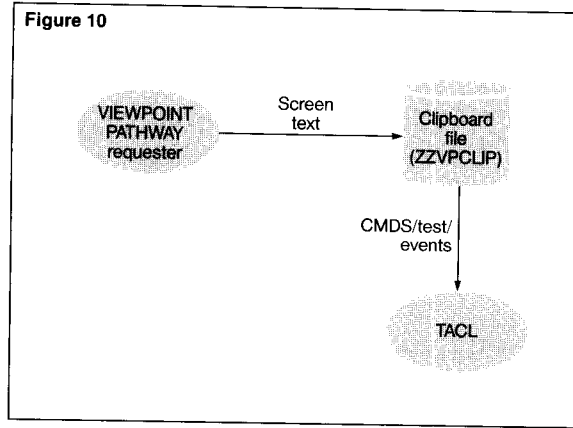 Figure 10
VIEWPOINT
PATHWAY
requester
Screen
text
Clipboard
file
(ZZVPCLIP)
CMDS/test/
events
TACL